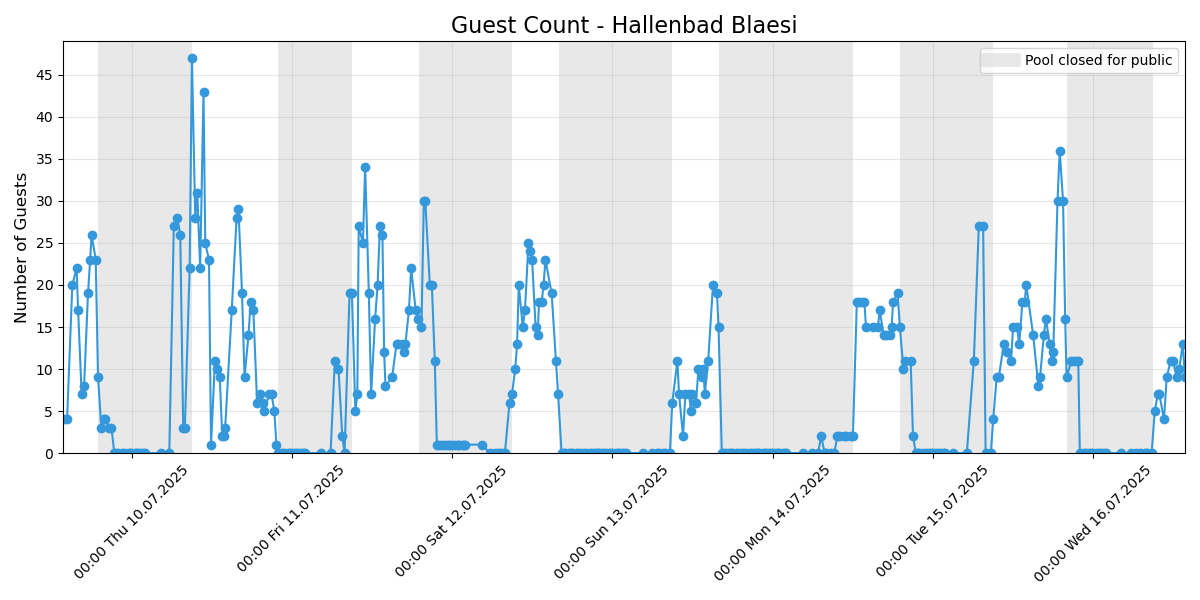 Guest Count - Hallenbad Blaesi
Pool closed for public
Number of Guests
45
40
35
30
25
20
15
10
5
0
00:00 Thu 10.07.2025
00:00 Fri 11.07.2025
00:00 Sat 12.07.2025
00:00 Sun 13.07.2025
00:00 Mon 14.07.2025
00:00 Tue 15.07.2025
00:00 Wed 16.07.2025